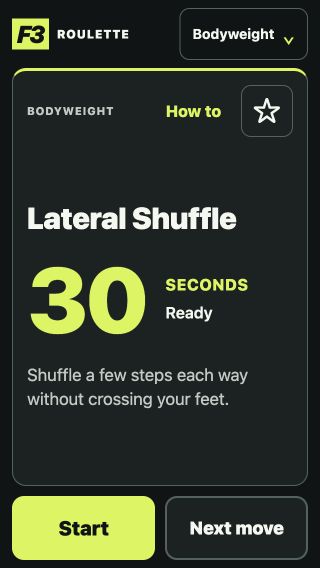 F3 ROULETTE
Bodyweight
BODYWEIGHT
How to
Lateral Shuffle
30 SECONDS
Ready
Shuffle a few steps each way
without crossing your feet.
Start
Next move